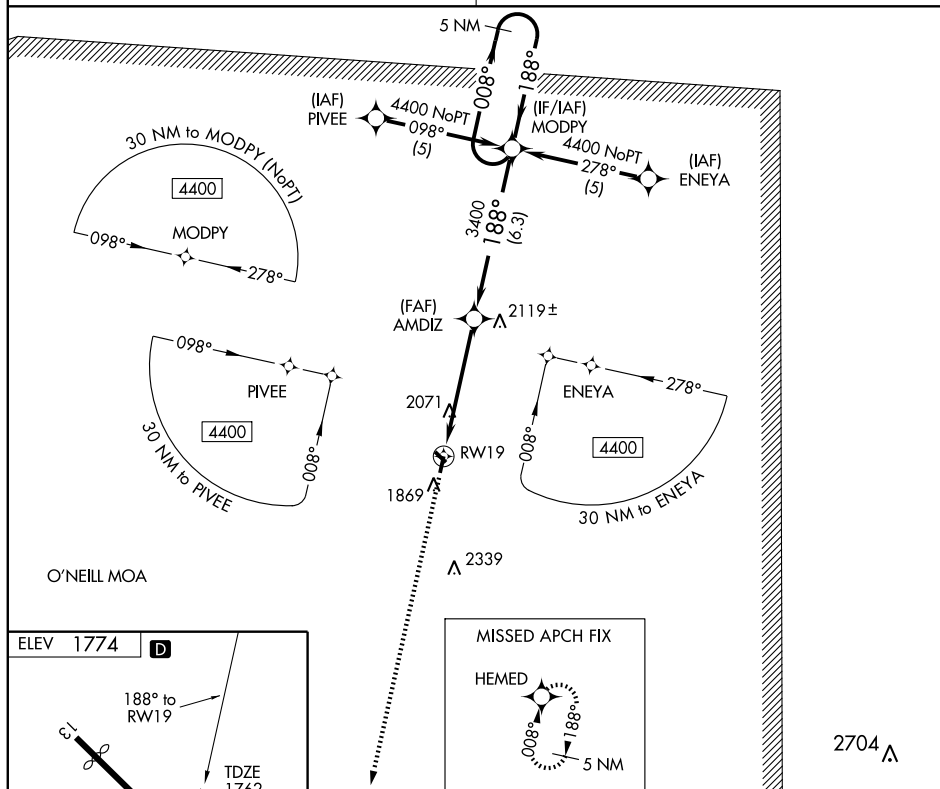 5 NM
008°
188°
(IAF)
PIVEE
4400 NoPT
098°
(5)
(IF/IAF)
MODPY
4400 NoPT
278°
(5)
(IAF)
ENEYA
30 NM to MODPY (NoPT)
4400
MODPY
098°
278°
3400
188°
(6.3)
(FAF)
AMDIZ
2119±
098°
PIVEE
4400
008°
30 NM to PIVEE
2071
RW19
1869
ENEYA
278°
008°
4400
30 NM to ENEYA
O'NEILL MOA
2339
ELEV 1774
D
188° to
RW19
13
TDZE
1762
MISSED APCH FIX
HEMED
008°
188°
5 NM
2704